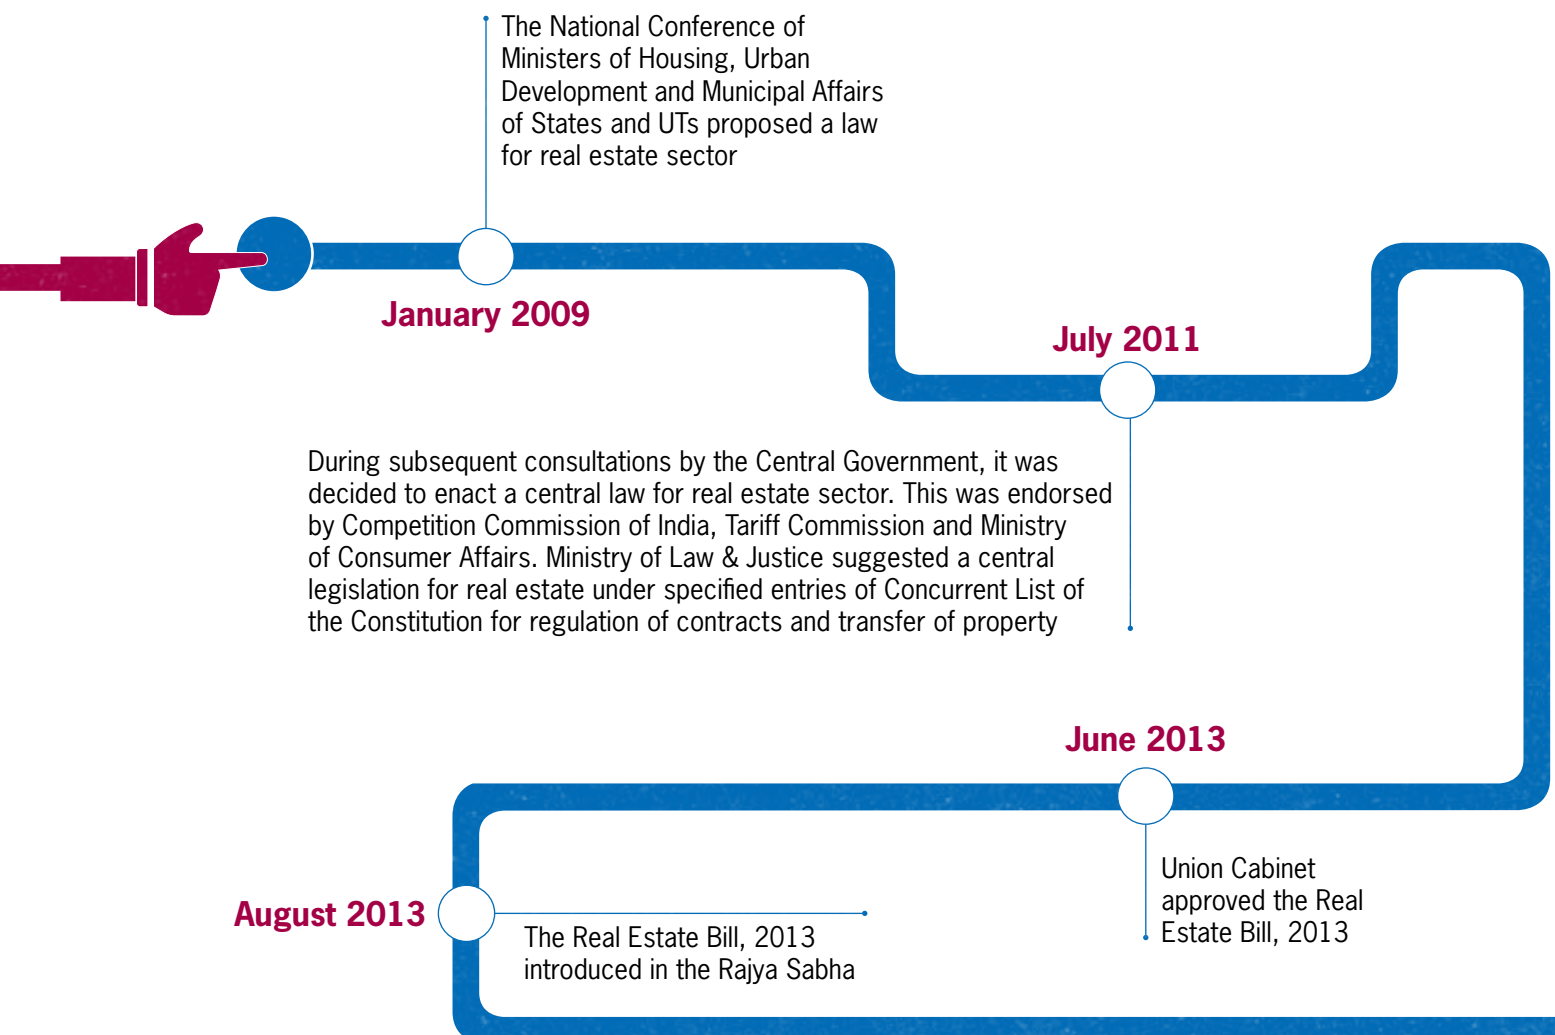 The National Conference of
Ministers of Housing, Urban
Development and Municipal Affairs
of States and UTs proposed a law
for real estate sector
January 2009
July 2011
During subsequent consultations by the Central Government, it was
decided to enact a central law for real estate sector. This was endorsed
by Competition Commission of India, Tariff Commission and Ministry
of Consumer Affairs. Ministry of Law & Justice suggested a central
legislation for real estate under specified entries of Concurrent List of
the Constitution for regulation of contracts and transfer of property
June 2013
Union Cabinet
approved the Real
Estate Bill, 2013
August 2013
The Real Estate Bill, 2013
introduced in the Rajya Sabha